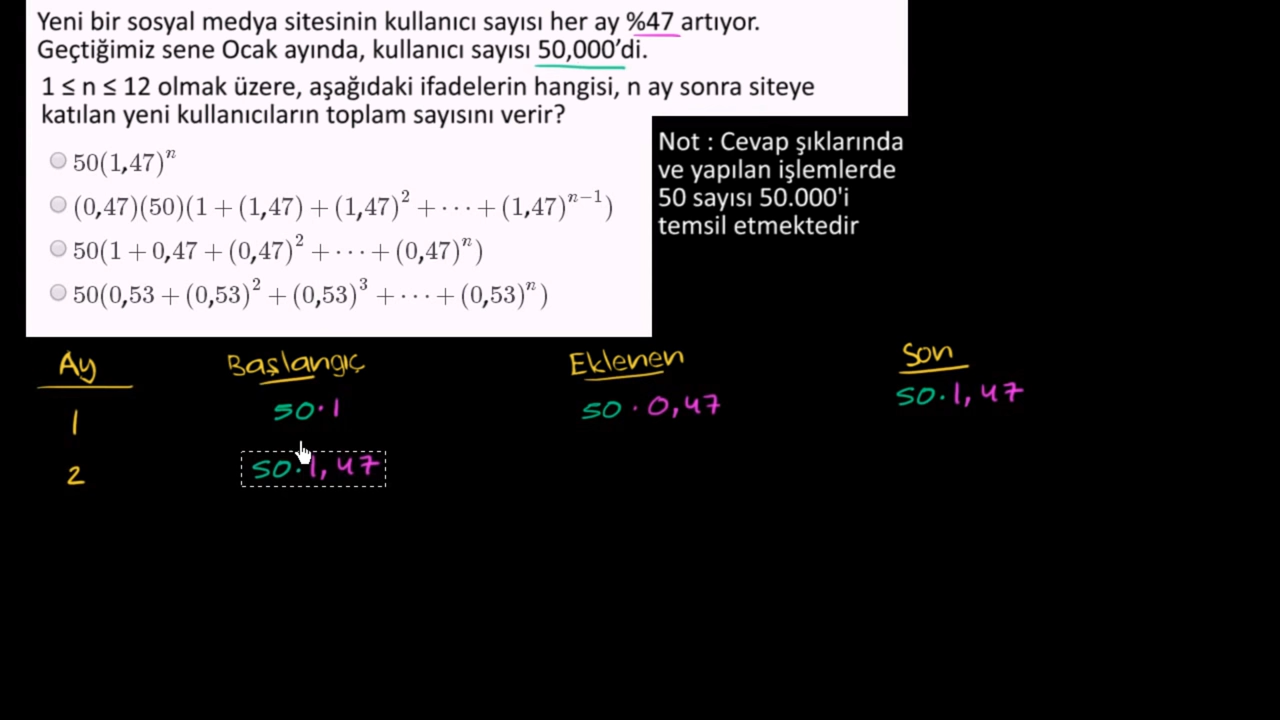 Yeni bir sosyal medya sitesinin kullanıcı sayısı her ay %47 artıyor.
Geçtiğimiz sene Ocak ayında, kullanıcı sayısı 50,000’di.
1 ≤ n ≤ 12 olmak üzere, aşağıdaki ifadelerin hangisi, n ay sonra siteye
katılan yeni kullanıcıların toplam sayısını verir?
Not : Cevap şıklarında
ve yapılan işlemlerde
50 sayısı 50.000'i
temsil etmektedir
50(1,47)^n
(0,47)(50)(1 + (1,47) + (1,47)^2 + ··· + (1,47)^{n−1})
50(1 + 0,47 + (0,47)^2 + ··· + (0,47)^n)
50(0,53 + (0,53)^2 + (0,53)^3 + ··· + (0,53)^n)
Ay Başlangıç Eklenen Son
1 50·1 50·0,47 50·1,47
2 50·1,47